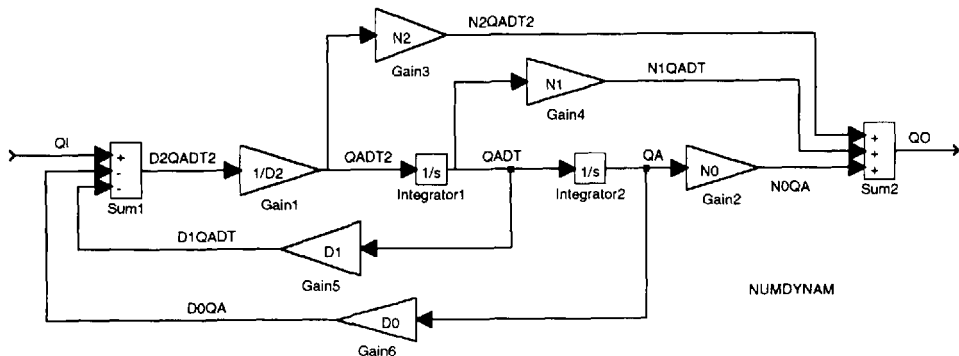 N2QADT2
N2
Gain3
N1QADT
N1
Gain4
QI
+
-
-
Sum1
D2QADT2
1/D2
Gain1
QADT2
1/s
Integrator1
QADT
1/s
Integrator2
QA
N0
Gain2
N0QA
+
+
+
Sum2
QO
D1QADT
D1
Gain5
D0QA
D0
Gain6
NUMDYNAM